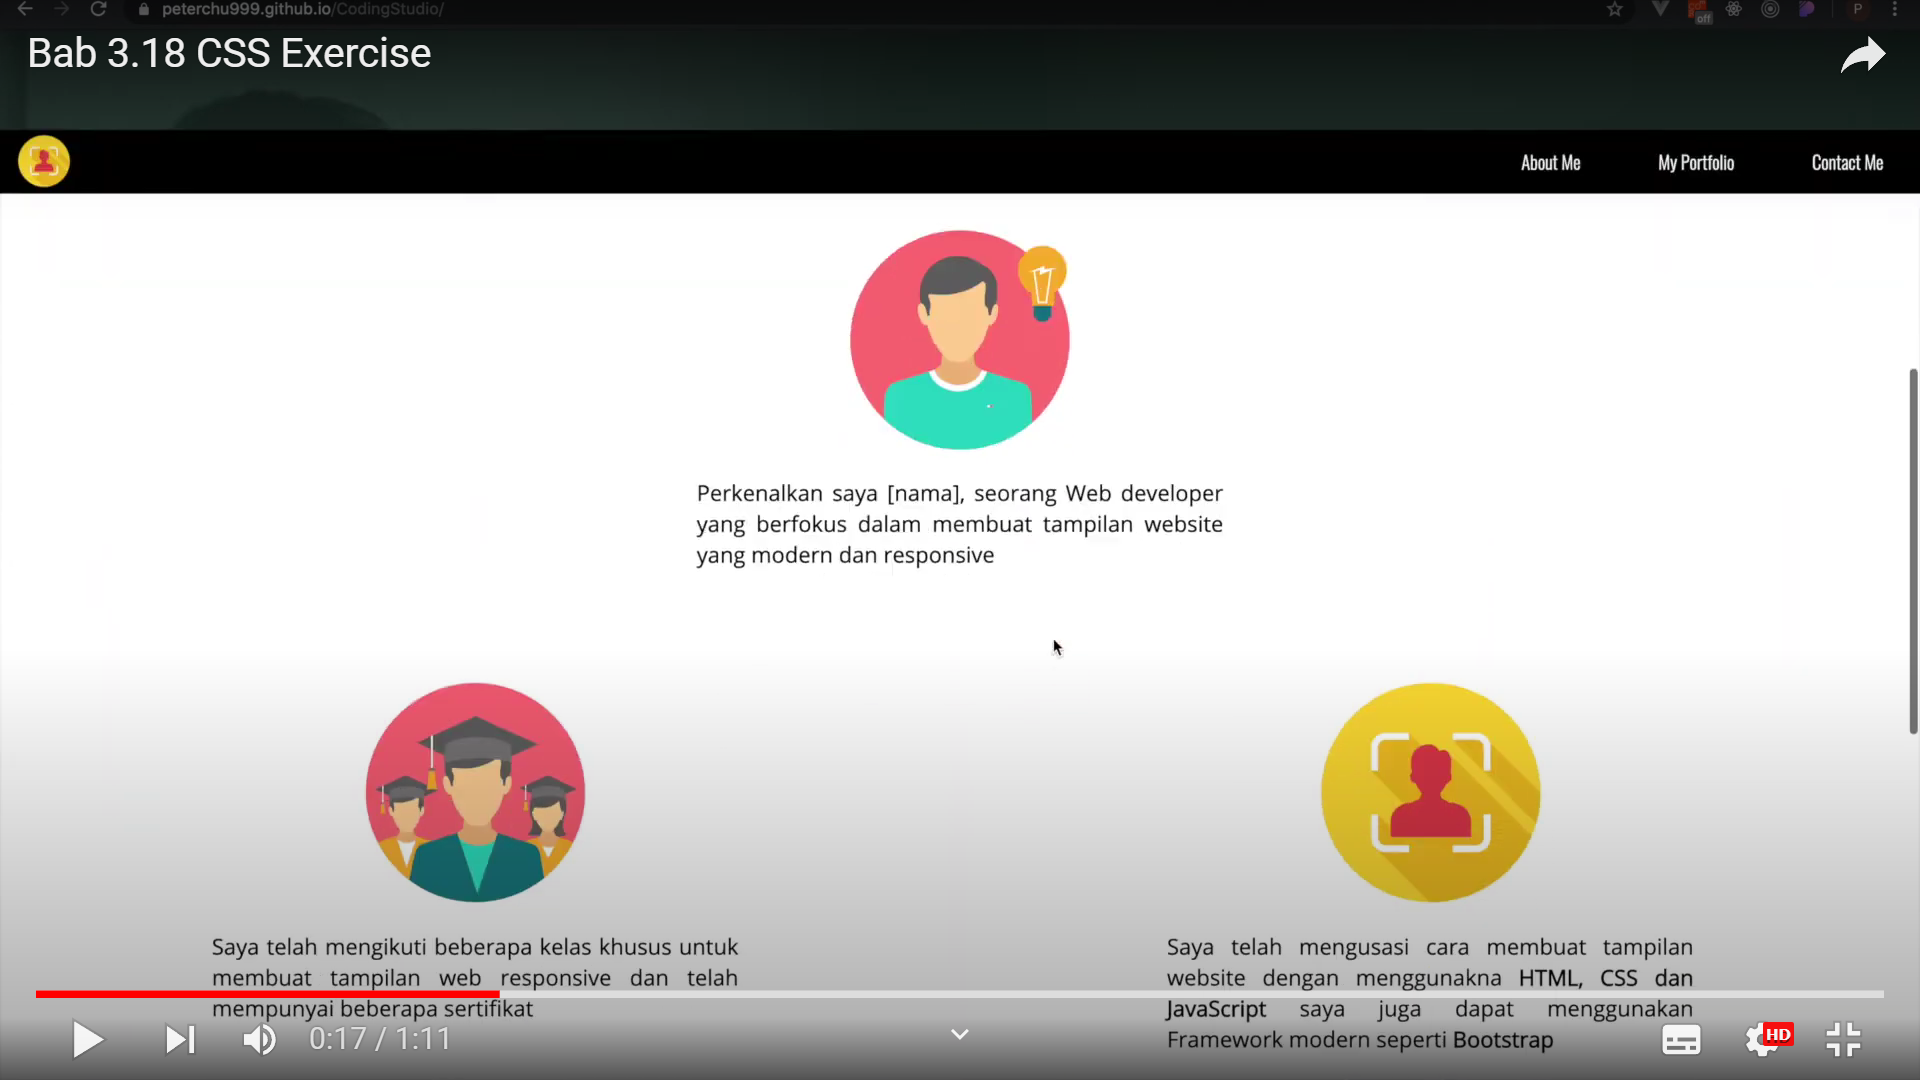 peterchu999.github.io/CodingStudio/
off
P
Bab 3.18 CSS Exercise
About Me
My Portfolio
Contact Me
Perkenalkan saya [nama], seorang Web developer
yang berfokus dalam membuat tampilan website
yang modern dan responsive
Saya telah mengikuti beberapa kelas khusus untuk
membuat tampilan web responsive dan telah
mempunyai beberapa sertifikat
Saya telah mengusasi cara membuat tampilan
website dengan menggunakna HTML, CSS dan
JavaScript saya juga dapat menggunakan
Framework modern seperti Bootstrap
0:17 / 1:11
HD